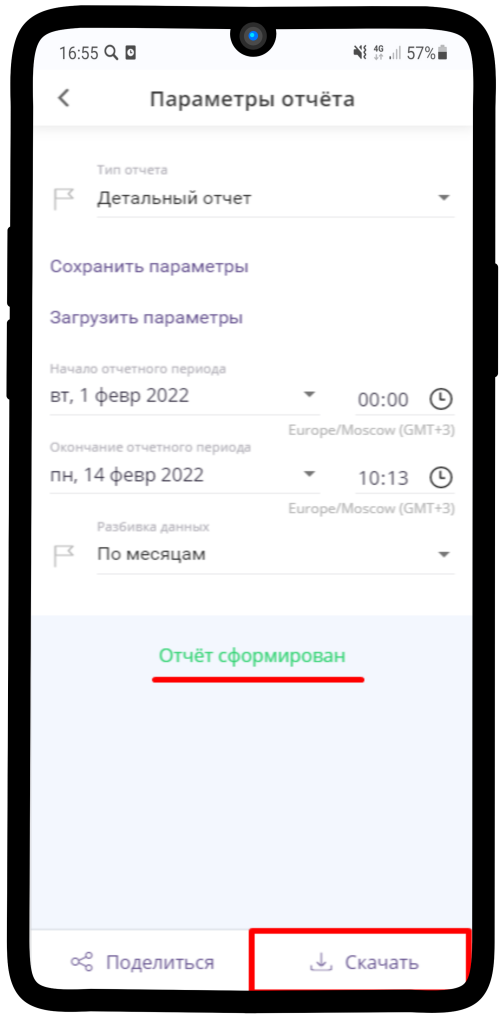 16:55 4G 57%
Параметры отчёта
Тип отчета
Детальный отчет
Сохранить параметры
Загрузить параметры
Начало отчетного периода
вт, 1 февр 2022 00:00
Europe/Moscow (GMT+3)
Окончание отчетного периода
пн, 14 февр 2022 10:13
Europe/Moscow (GMT+3)
Разбивка данных
По месяцам
Отчёт сформирован
Поделиться Скачать